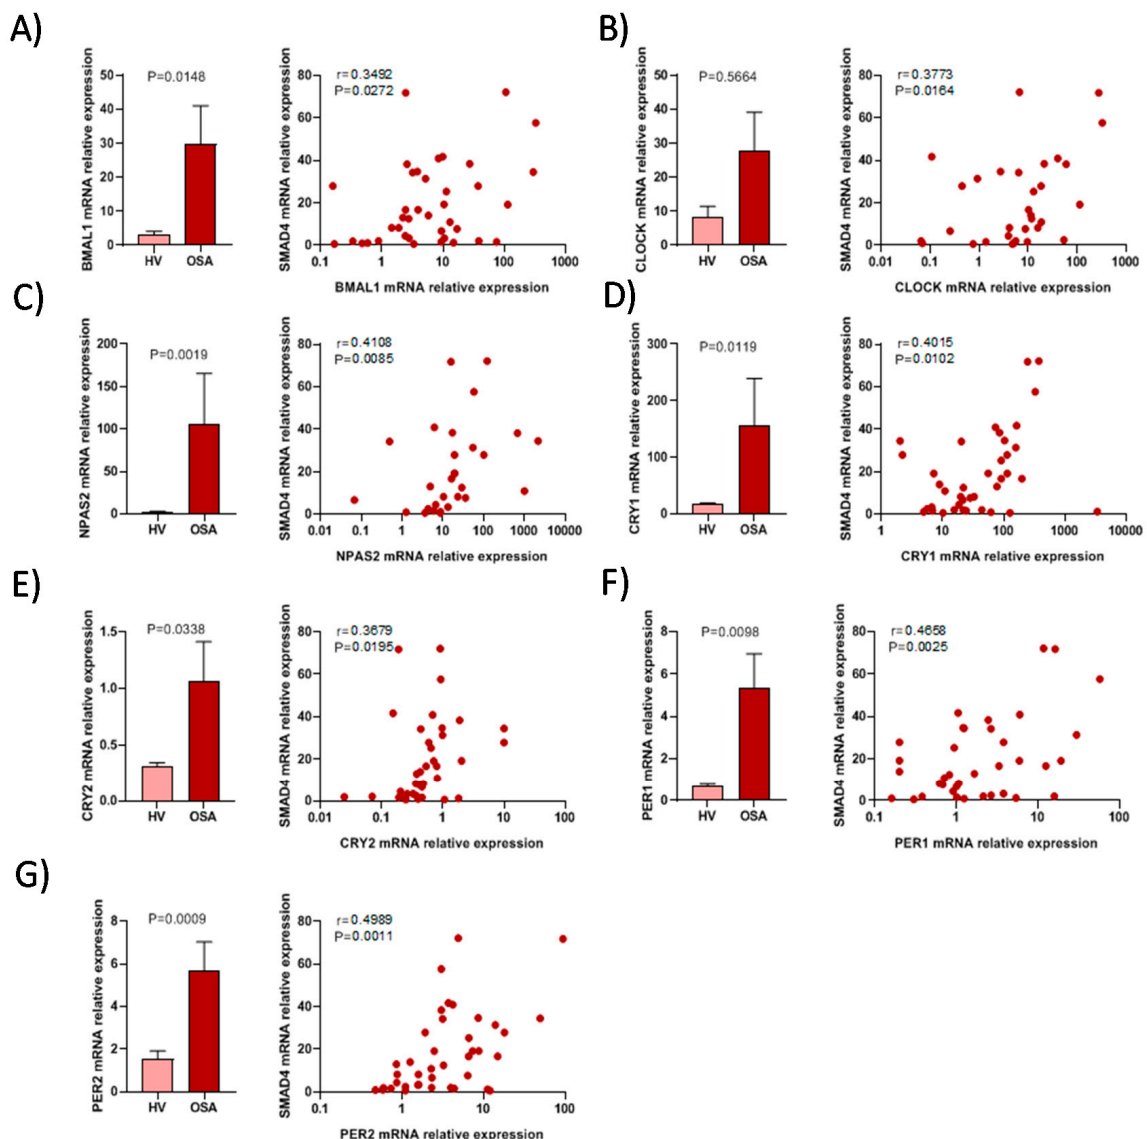 A)
BMAL1 mRNA relative expression
50
40
30
20
10
0
P=0.0148
HV OSA
SMAD4 mRNA relative expression
80
60
40
20
0
r=0.3492
P=0.0272
0.1 1 10 100 1000
BMAL1 mRNA relative expression
B)
CLOCK mRNA relative expression
50
40
30
20
10
0
P=0.5664
HV OSA
SMAD4 mRNA relative expression
80
60
40
20
0
r=0.3773
P=0.0164
0.01 0.1 1 10 100 1000
CLOCK mRNA relative expression
C)
NPAS2 mRNA relative expression
200
150
100
50
0
P=0.0019
HV OSA
SMAD4 mRNA relative expression
80
60
40
20
0
r=0.4108
P=0.0085
0.01 0.1 1 10 100 1000 10000
NPAS2 mRNA relative expression
D)
CRY1 mRNA relative expression
300
200
100
0
P=0.0119
HV OSA
SMAD4 mRNA relative expression
80
60
40
20
0
r=0.4015
P=0.0102
1 10 100 1000 10000
CRY1 mRNA relative expression
E)
CRY2 mRNA relative expression
1.5
1.0
0.5
0.0
P=0.0338
HV OSA
SMAD4 mRNA relative expression
80
60
40
20
0
r=0.3679
P=0.0195
0.01 0.1 1 10 100
CRY2 mRNA relative expression
F)
PER1 mRNA relative expression
8
6
4
2
0
P=0.0098
HV OSA
SMAD4 mRNA relative expression
80
60
40
20
0
r=0.4658
P=0.0025
0.1 1 10 100
PER1 mRNA relative expression
G)
PER2 mRNA relative expression
8
6
4
2
0
P=0.0009
HV OSA
SMAD4 mRNA relative expression
80
60
40
20
0
r=0.4989
P=0.0011
0.1 1 10 100
PER2 mRNA relative expression